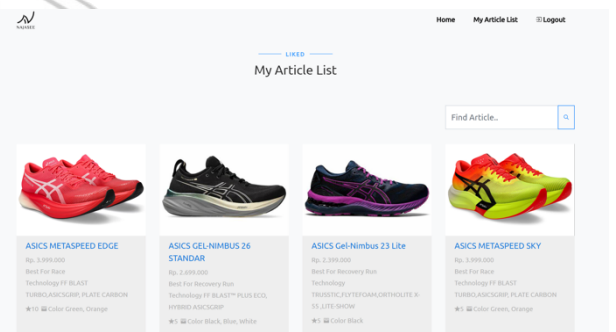 NAJAREE
Home
My Article List
Logout
LIKED
My Article List
Find Article..
ASICS METASPEED EDGE
Rp. 3.999.000
Best For Race
Technology FF BLAST
TURBO,ASICSGRIP, PLATE CARBON
★10 Color Green, Orange
ASICS GEL-NIMBUS 26
STANDAR
Rp. 2.699.000
Best For Recovery Run
Technology FF BLAST™ PLUS ECO,
HYBRID ASICSGRIP
★5 Color Black, Blue, White
ASICS Gel-Nimbus 23 Lite
Rp. 2.399.000
Best For Recovery Run
Technology
TRUSSTIC,FLYTEFOAM,ORTHOLITE X-
55 ,LITE-SHOW
★5 Color Black
ASICS METASPEED SKY
Rp. 3.999.000
Best For Race
Technology FF BLAST
TURBO,ASICSGRIP, PLATE CARBON
★5 Color Green, Orange